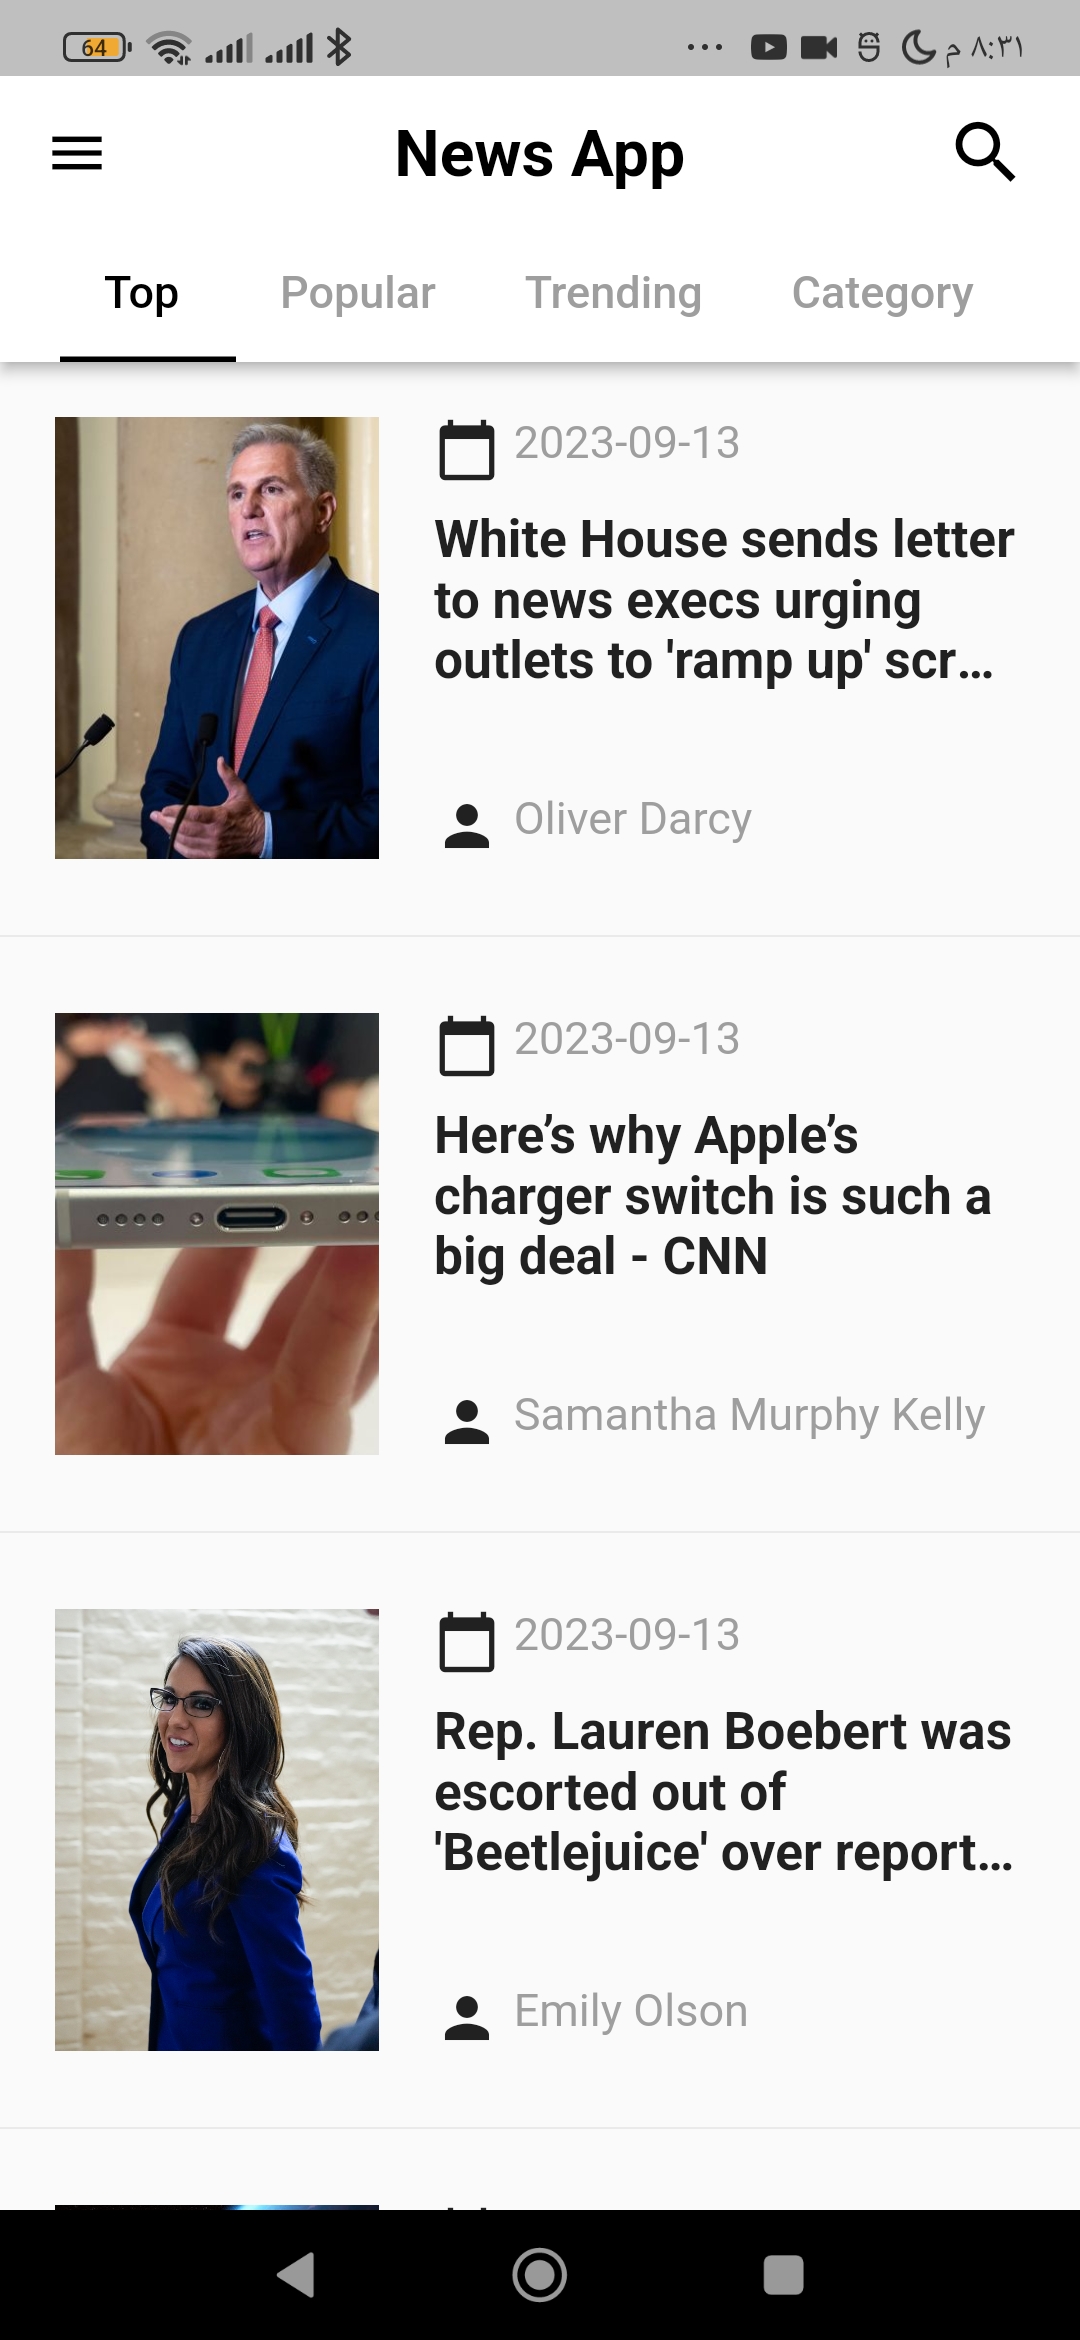 64
م ٨:٣١
News App
Top Popular Trending Category
2023-09-13
White House sends letter
to news execs urging
outlets to 'ramp up' scr…
Oliver Darcy
2023-09-13
Here’s why Apple’s
charger switch is such a
big deal - CNN
Samantha Murphy Kelly
2023-09-13
Rep. Lauren Boebert was
escorted out of
'Beetlejuice' over report…
Emily Olson